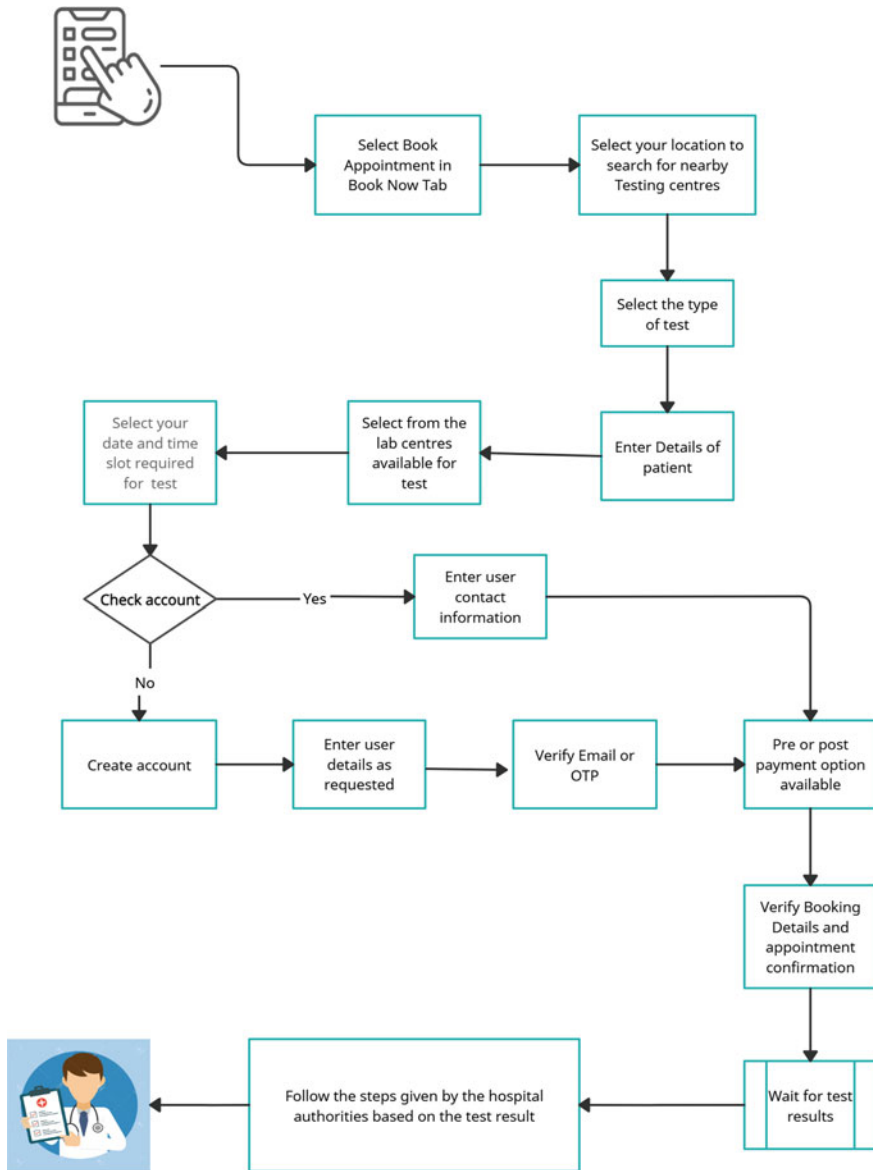 Select Book
Appointment in
Book Now Tab
Select your location to
search for nearby
Testing centres
Select the type
of test
Enter Details of
patient
Select from the
lab centres
available for
test
Select your
date and time
slot required
for test
Check account
Yes
Enter user
contact
information
No
Create account
Enter user
details as
requested
Verify Email or
OTP
Pre or post
payment option
available
Verify Booking
Details and
appointment
confirmation
Wait for test
results
Follow the steps given by the hospital
authorities based on the test result